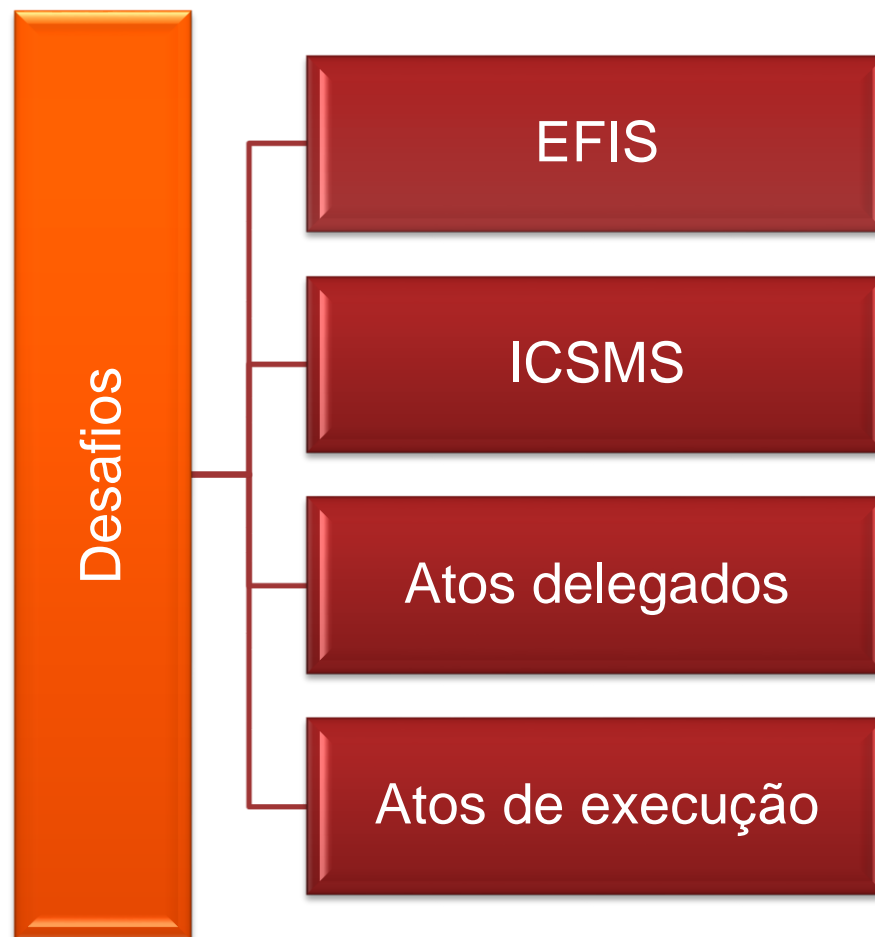 Desafios
EFIS
ICSMS
Atos delegados
Atos de execução